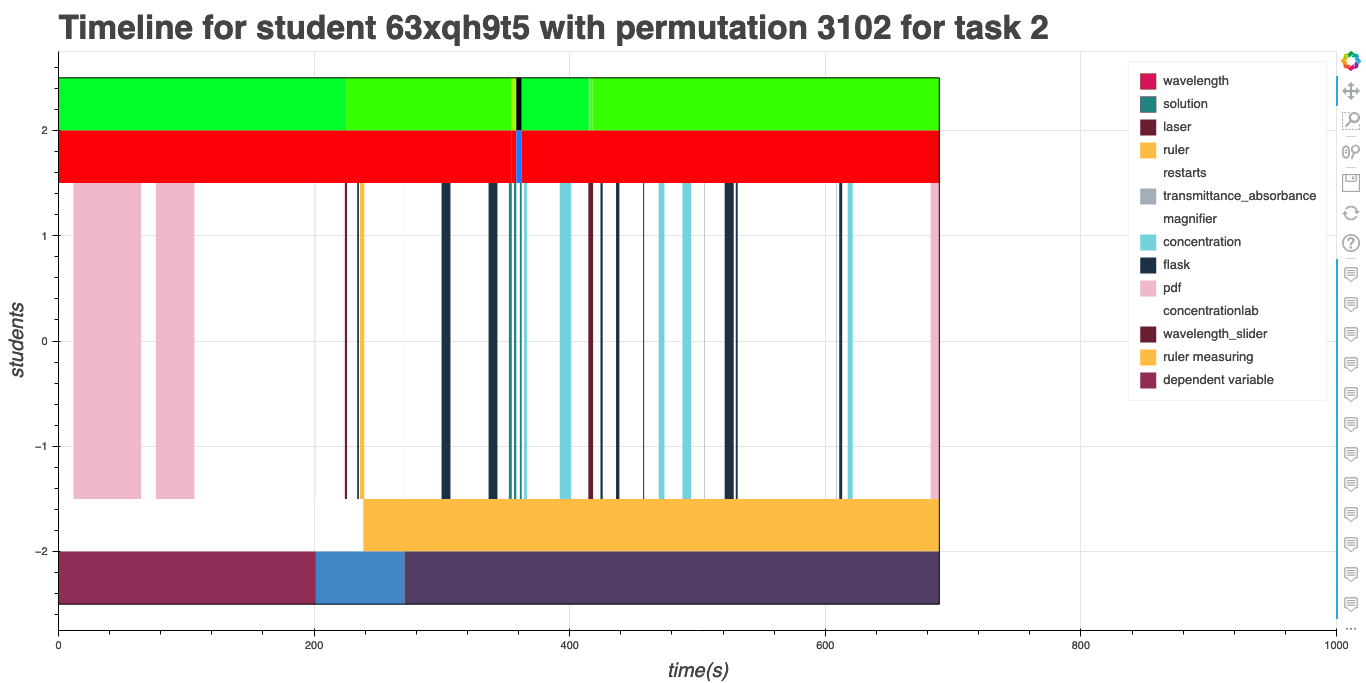 Timeline for student 63xqh9t5 with permutation 3102 for task 2
wavelength
solution
laser
ruler
restarts
transmittance_absorbance
magnifier
concentration
flask
pdf
concentrationlab
wavelength_slider
ruler measuring
dependent variable
students
2
1
0
−1
−2
0 200 400 600 800 1000
time(s)